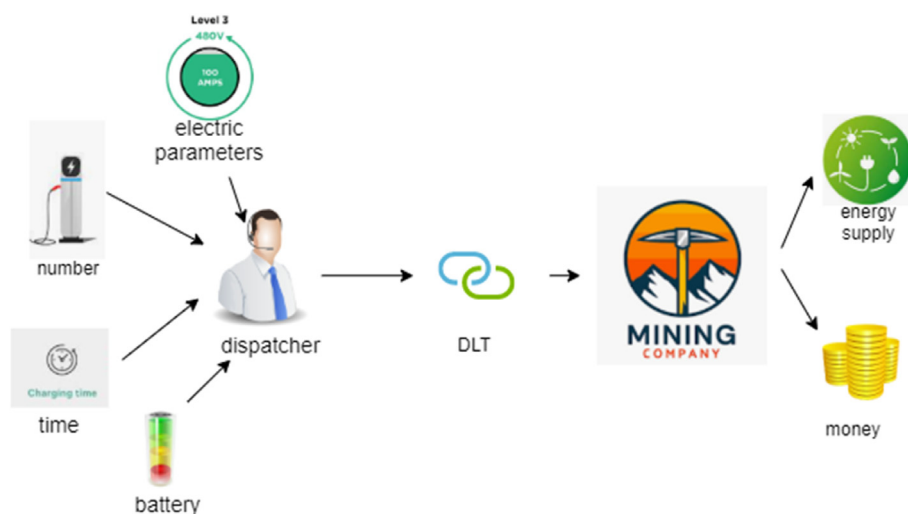 Level 3
480V
100
AMPS
electric
parameters
number
dispatcher
Charging time
time
battery
DLT
MINING
COMPANY
energy
supply
money